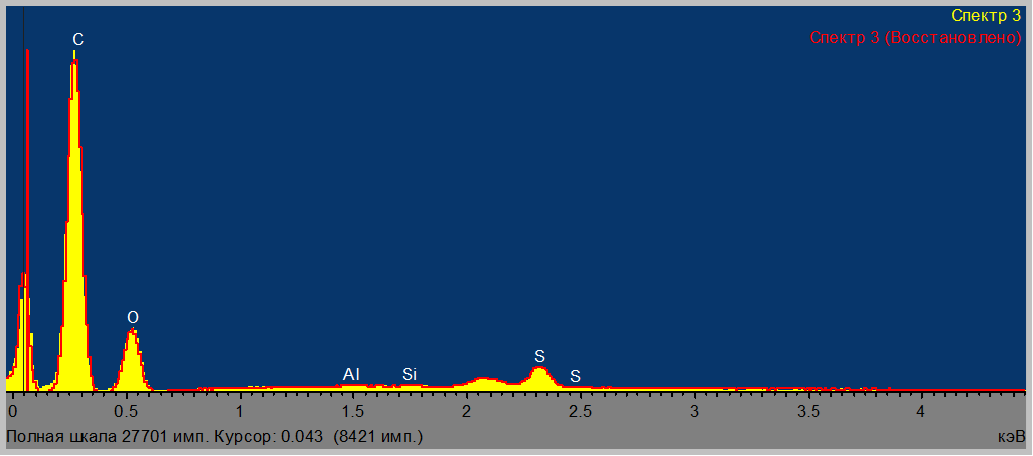 Спектр 3
Спектр 3 (Восстановлено)
C
O
Al
Si
S
S
0 0.5 1 1.5 2 2.5 3 3.5 4
Полная шкала 27701 имп. Курсор: 0.043 (8421 имп.) кэВ